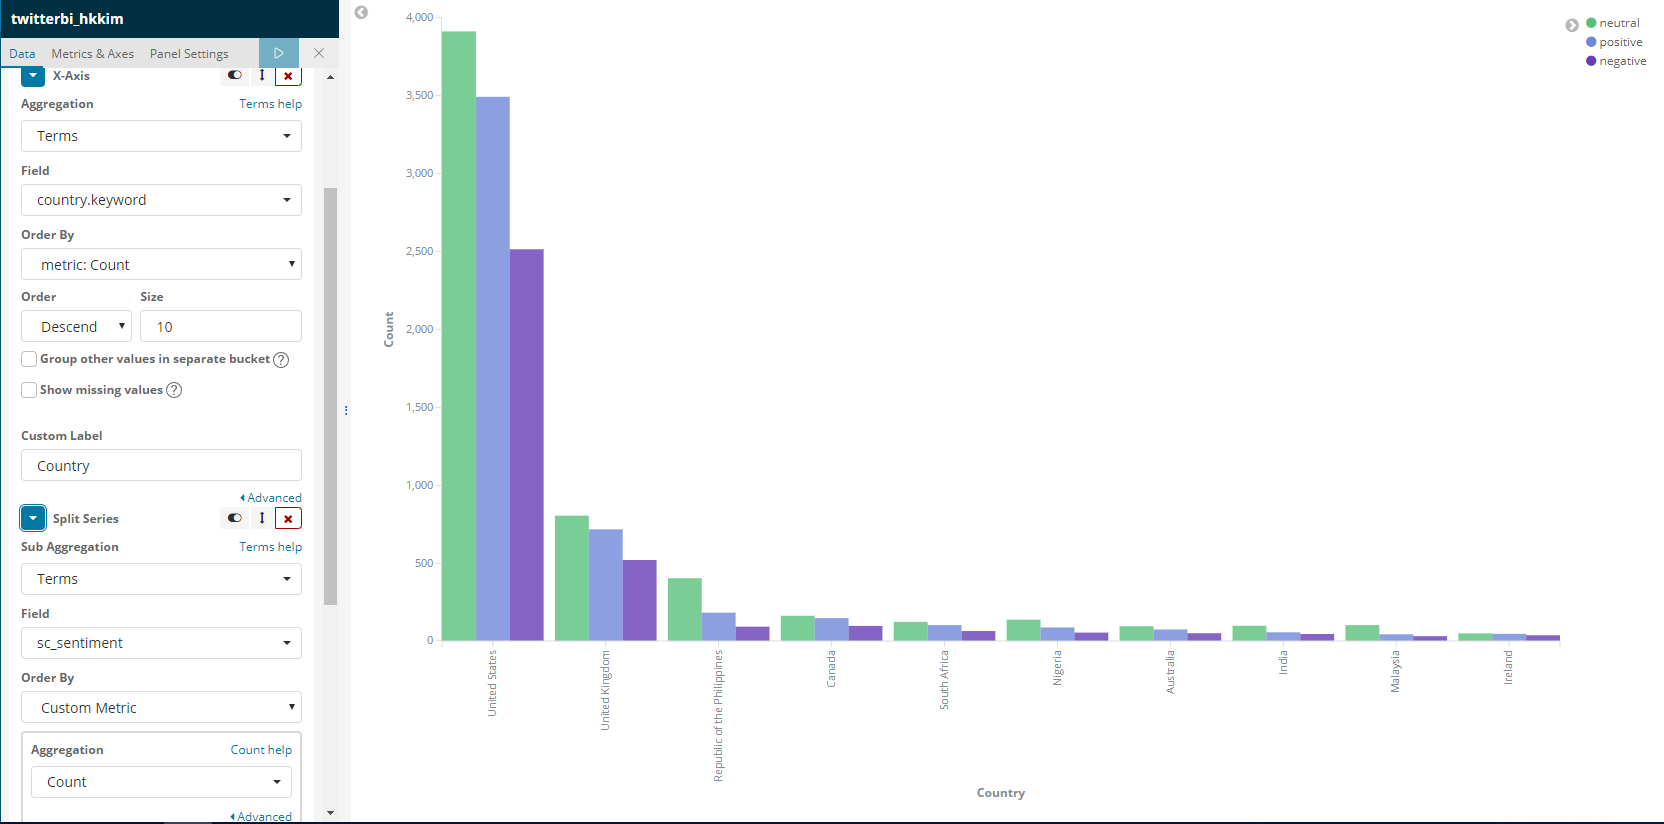 twitterbi_hkkim
Data Metrics & Axes Panel Settings
X-Axis
Aggregation Terms help
Terms
Field
country.keyword
Order By
metric: Count
Order Size
Descend 10
Group other values in separate bucket ?
Show missing values ?
Custom Label
Country
Advanced
Split Series
Sub Aggregation Terms help
Terms
Field
sc_sentiment
Order By
Custom Metric
Aggregation Count help
Count
Advanced
4,000
3,500
3,000
2,500
2,000
1,500
1,000
500
0
Count
United States
United Kingdom
Republic of the Philippines
Canada
South Africa
Nigeria
Australia
India
Malaysia
Ireland
Country
neutral
positive
negative